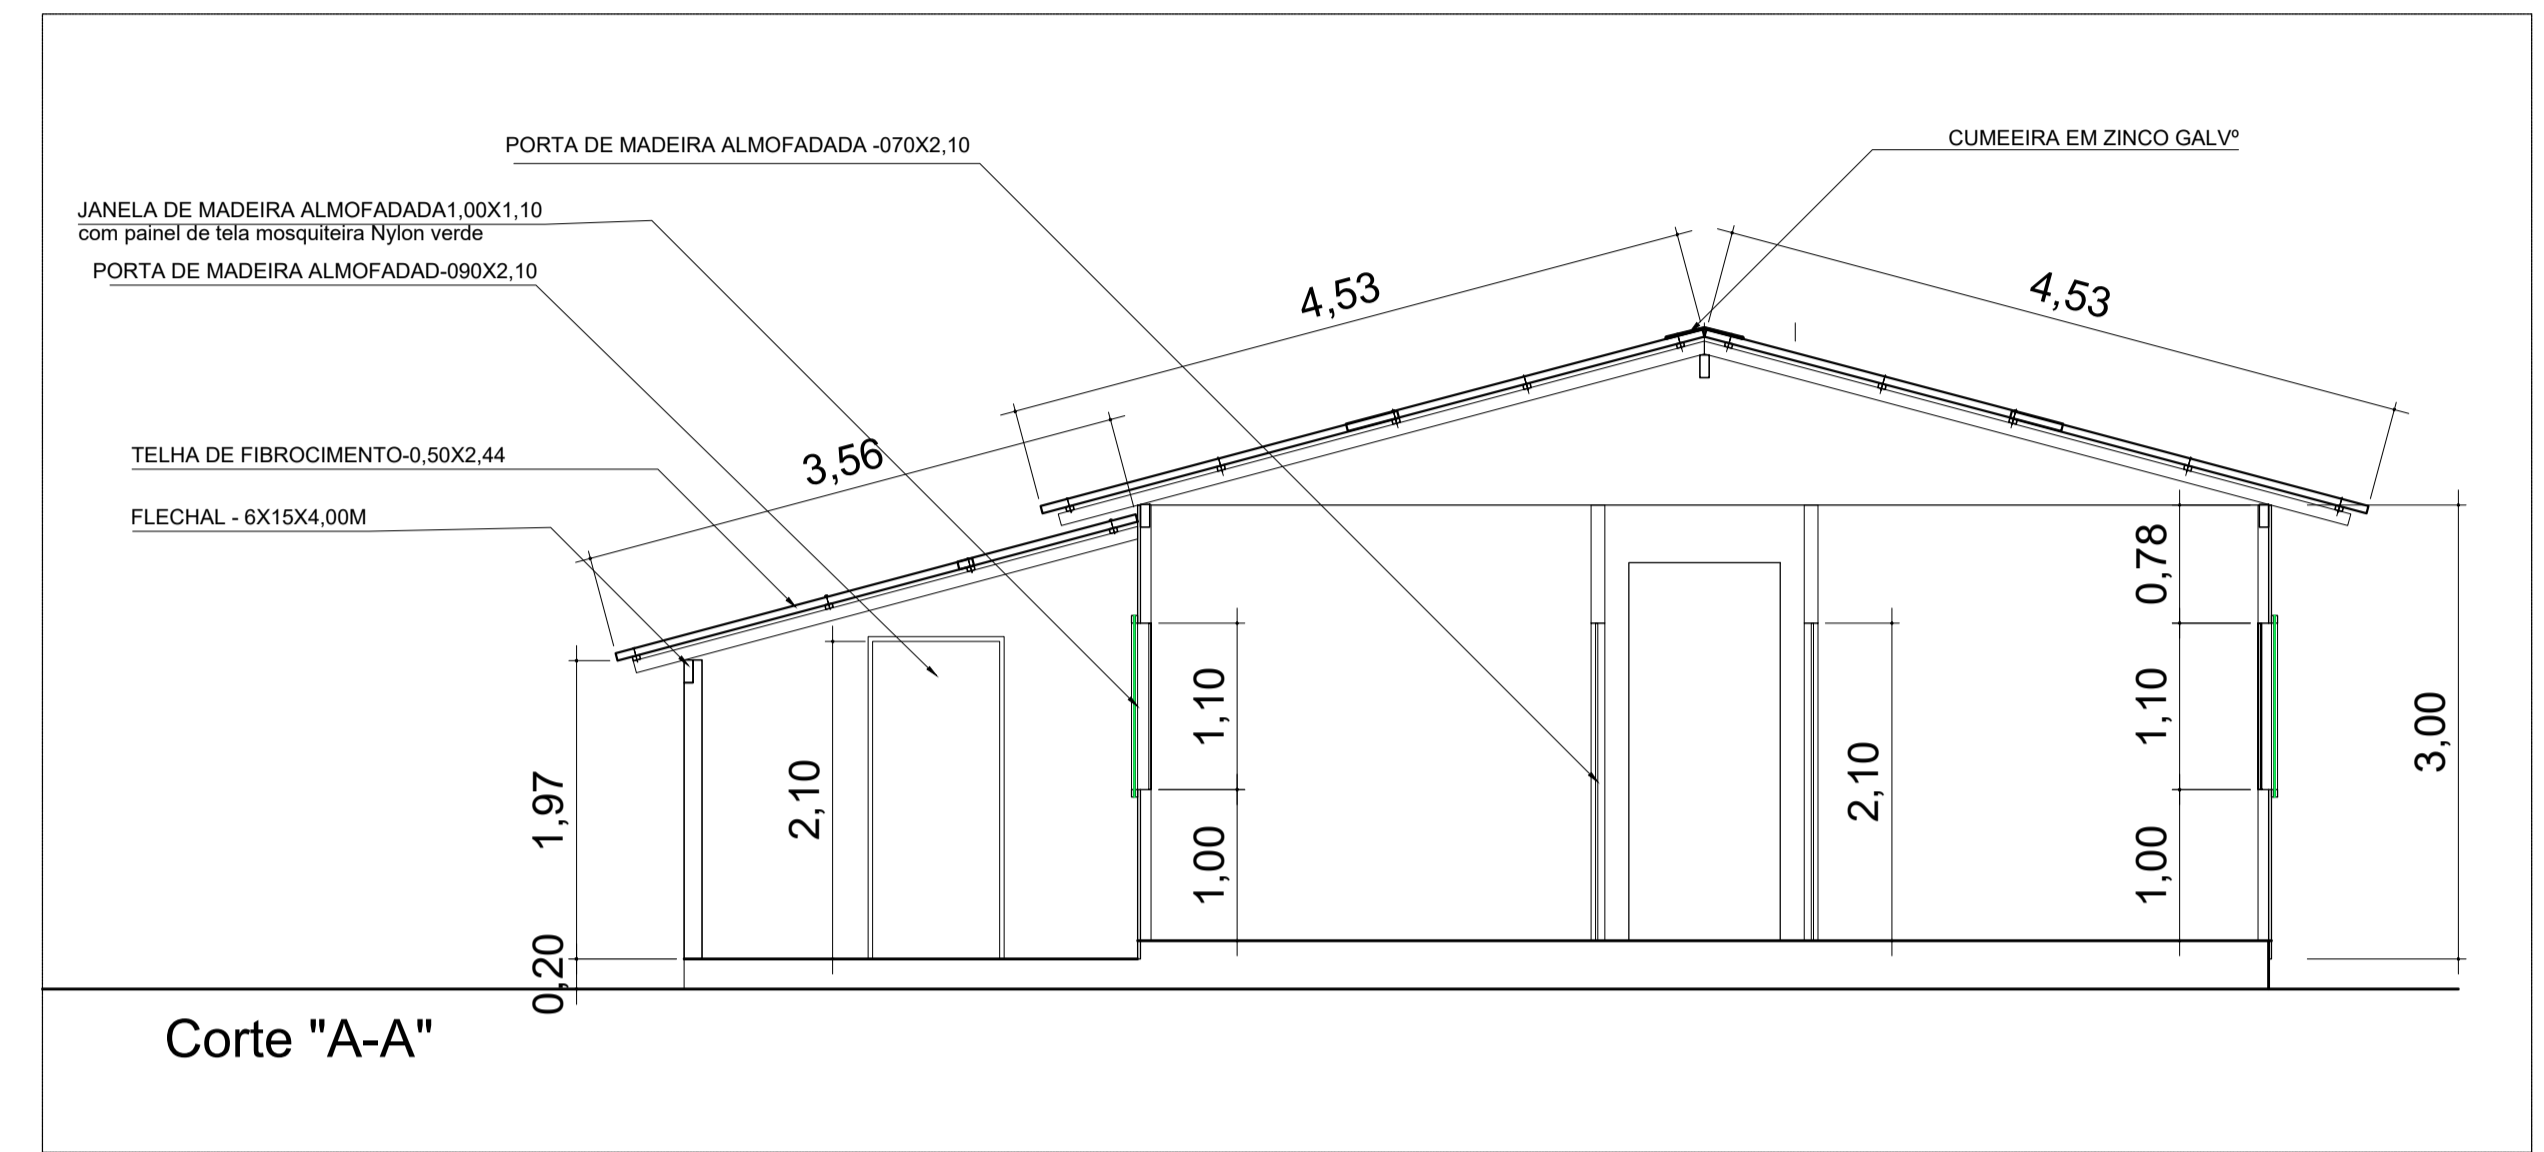 PORTA DE MADEIRA ALMOFADADA -070X2,10
CUMEEIRA EM ZINCO GALVº
JANELA DE MADEIRA ALMOFADADA1,00X1,10
com painel de tela mosquiteira Nylon verde
PORTA DE MADEIRA ALMOFADAD-090X2,10
4,53
4,53
3,56
TELHA DE FIBROCIMENTO-0,50X2,44
FLECHAL - 6X15X4,00M
0,78
1,10
1,10
3,00
2,10
2,10
1,97
1,00
1,00
0,20
Corte "A-A"